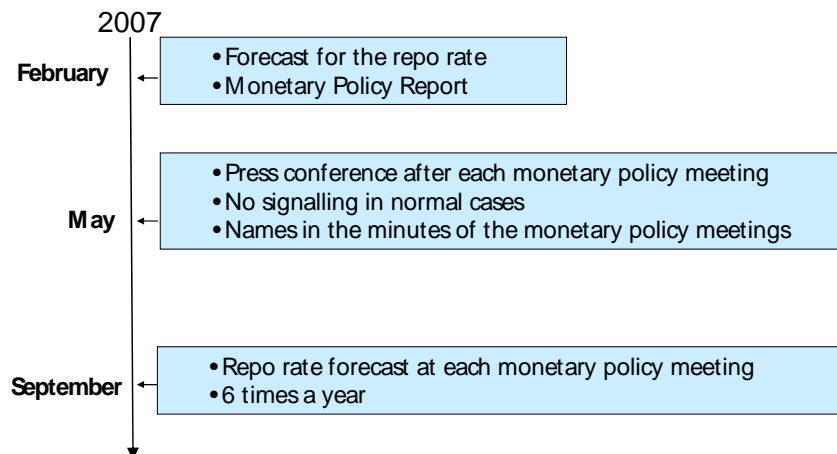 2007
February
• Forecast for the repo rate
• Monetary Policy Report
May
• Press conference after each monetary policy meeting
• No signalling in normal cases
• Names in the minutes of the monetary policy meetings
September
• Repo rate forecast at each monetary policy meeting
• 6 times a year